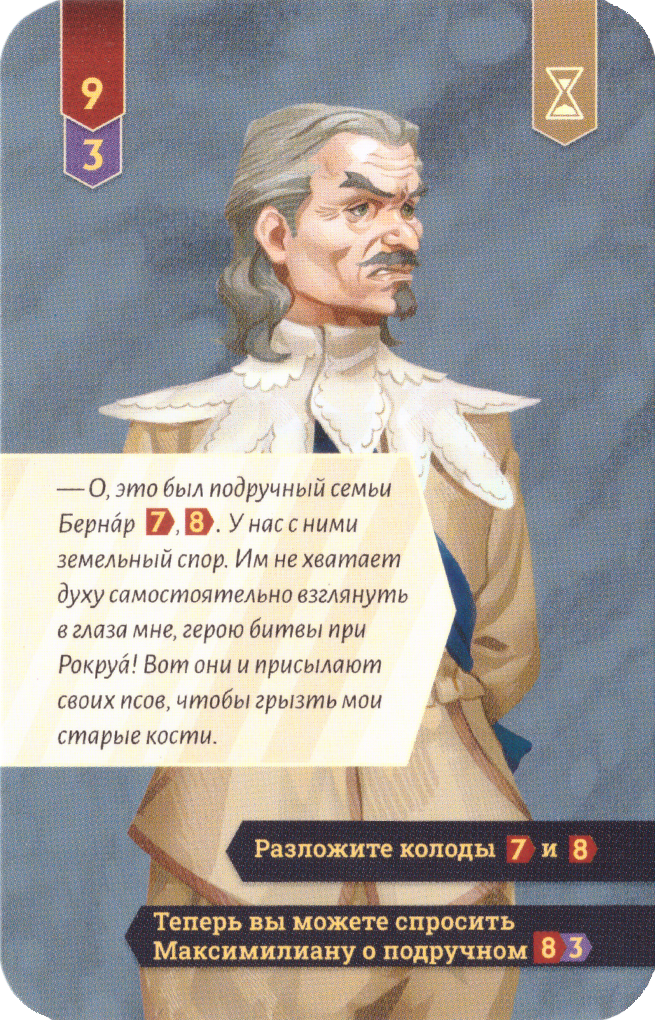 9
3
— О, это был подручный семьи
Берна́р 7, 8. У нас с ними
земельный спор. Им не хватает
духу самостоятельно взглянуть
в глаза мне, герою битвы при
Рокруа́! Вот они и присылают
своих псов, чтобы грызть мои
старые кости.
Разложите колоды 7 и 8
Теперь вы можете спросить
Максимилиану о подручном 8 3